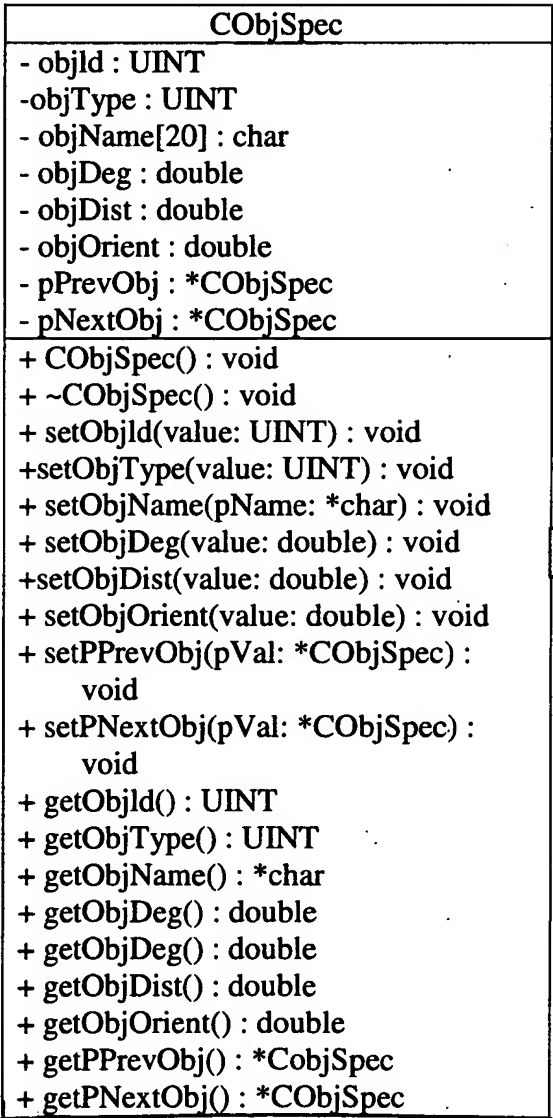 CObjSpec
- objId : UINT
-objType : UINT
- objName[20] : char
- objDeg : double
- objDist : double
- objOrient : double
- pPrevObj : *CObjSpec
- pNextObj : *CObjSpec
+ CObjSpec() : void
+ ~CObjSpec() : void
+ setObjId(value: UINT) : void
+setObjType(value: UINT) : void
+ setObjName(pName: *char) : void
+ setObjDeg(value: double) : void
+setObjDist(value: double) : void
+ setObjOrient(value: double) : void
+ setPPrevObj(pVal: *CObjSpec) :
void
+ setPNextObj(pVal: *CObjSpec) :
void
+ getObjId() : UINT
+ getObjType() : UINT
+ getObjName() : *char
+ getObjDeg() : double
+ getObjDeg() : double
+ getObjDist() : double
+ getObjOrient() : double
+ getPPrevObj() : *CobjSpec
+ getPNextObj() : *CObjSpec